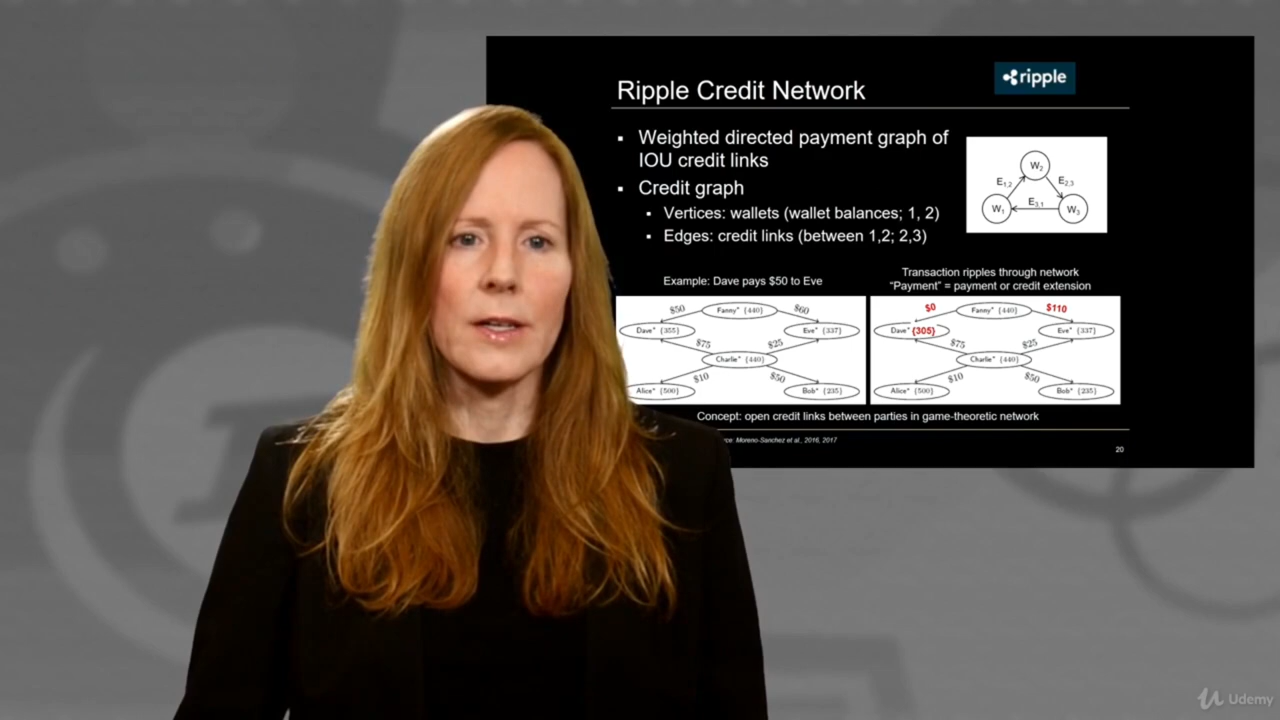 ripple
Ripple Credit Network
▪ Weighted directed payment graph of
IOU credit links
▪ Credit graph
▪ Vertices: wallets (wallet balances; 1, 2)
▪ Edges: credit links (between 1,2; 2,3)
W₂
E₁,₂ E₂,₃
W₁ E₃,₁ W₃
Example: Dave pays $50 to Eve
$50 Fanny* {440} $60
Dave* {355} Eve* {337}
$75 $25
Charlie* {440}
$10 $50
Alice* {500} Bob* {235}
Transaction ripples through network
“Payment” = payment or credit extension
$0 Fanny* {440} $110
Dave* {305} Eve* {337}
$75 $25
Charlie* {440}
$10 $50
Alice* {500} Bob* {235}
Concept: open credit links between parties in game-theoretic network
Moreno-Sanchez et al., 2016, 2017
20
Udemy